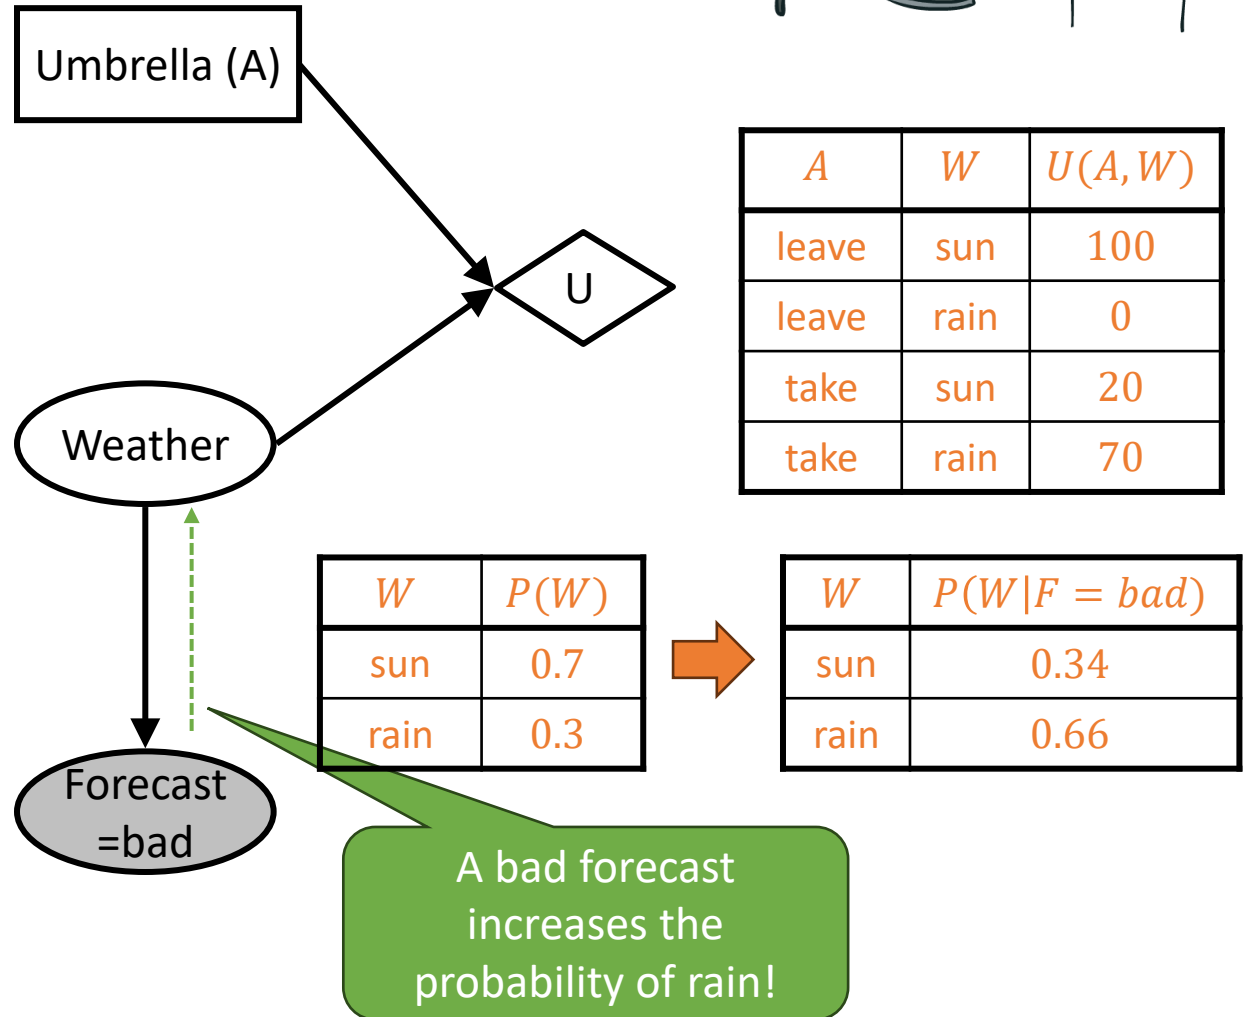 Umbrella (A)
U
Weather
Forecast
=bad
A W U(A, W)
leave sun 100
leave rain 0
take sun 20
take rain 70
W P(W)
sun 0.7
rain 0.3
W P(W|F = bad)
sun 0.34
rain 0.66
A bad forecast
increases the
probability of rain!